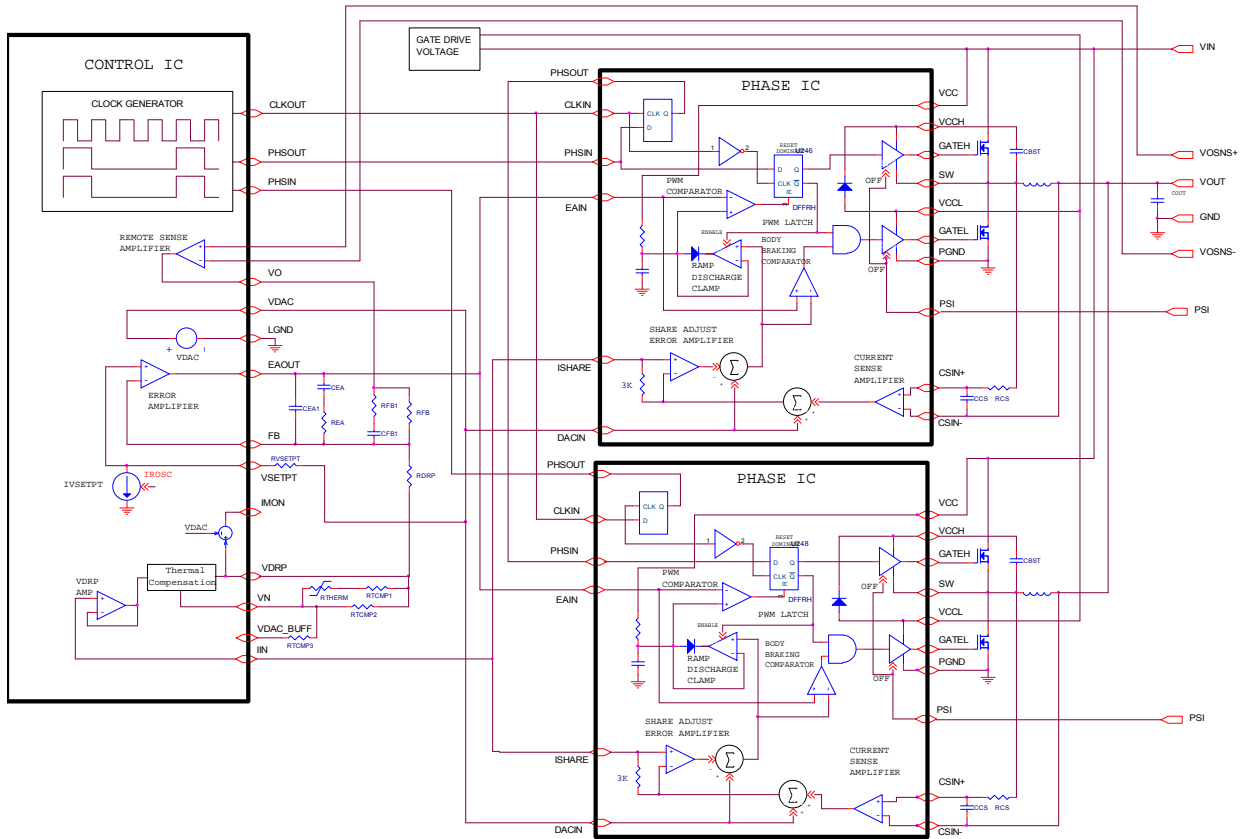 CONTROL IC
CLOCK GENERATOR
CLKOUT
PHSOUT
PHSIN
REMOTE SENSE
AMPLIFIER
VO
VDAC
LGND
VDAC
+
-
EAOUT
+
-
ERROR
AMPLIFIER
FB
IROSC
IVSETPT
VSETPT
IMON
VDAC
Thermal
Compensation
VDRP
AMP
VDRP
VN
VDAC_BUFF
IIN
CEA
CEA1
REA
RFB1
RFB
CFB1
RVSETPT
RDRP
RTHERM
RTCMP1
RTCMP2
RTCMP3
GATE DRIVE
VOLTAGE
PHASE IC
PHSOUT
CLKIN
PHSIN
EAIN
ISHARE
DACIN
CLK Q
D
1
2
RESET
DOMINANT
U246
D Q
CLK Q
R
DFFRH
PWM
COMPARATOR
PWM LATCH
ENABLE
BODY
BRAKING
COMPARATOR
RAMP
DISCHARGE
CLAMP
OFF
OFF
SHARE ADJUST
ERROR AMPLIFIER
3K
CURRENT
SENSE
AMPLIFIER
VCC
VCCH
GATEH
SW
VCCL
GATEL
PGND
PSI
CSIN+
CSIN-
CBST
CCS
RCS
COUT
VIN
VOSNS+
VOUT
GND
VOSNS-
PSI
PHASE IC
PHSOUT
CLKIN
PHSIN
EAIN
ISHARE
DACIN
CLK Q
D
1
2
RESET
DOMINANT
U248
D Q
CLK Q
R
DFFRH
PWM
COMPARATOR
PWM LATCH
ENABLE
BODY
BRAKING
COMPARATOR
RAMP
DISCHARGE
CLAMP
OFF
OFF
SHARE ADJUST
ERROR AMPLIFIER
3K
CURRENT
SENSE
AMPLIFIER
VCC
VCCH
GATEH
SW
VCCL
GATEL
PGND
PSI
CSIN+
CSIN-
CBST
CCS
RCS
PSI